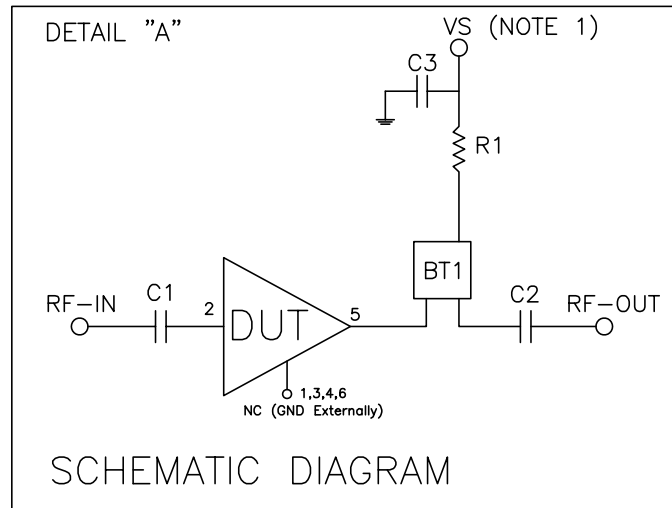 DETAIL "A"
VS (NOTE 1)
C3
R1
BT1
RF-IN
C1
2
DUT
5
C2
RF-OUT
1,3,4,6
NC (GND Externally)
SCHEMATIC DIAGRAM